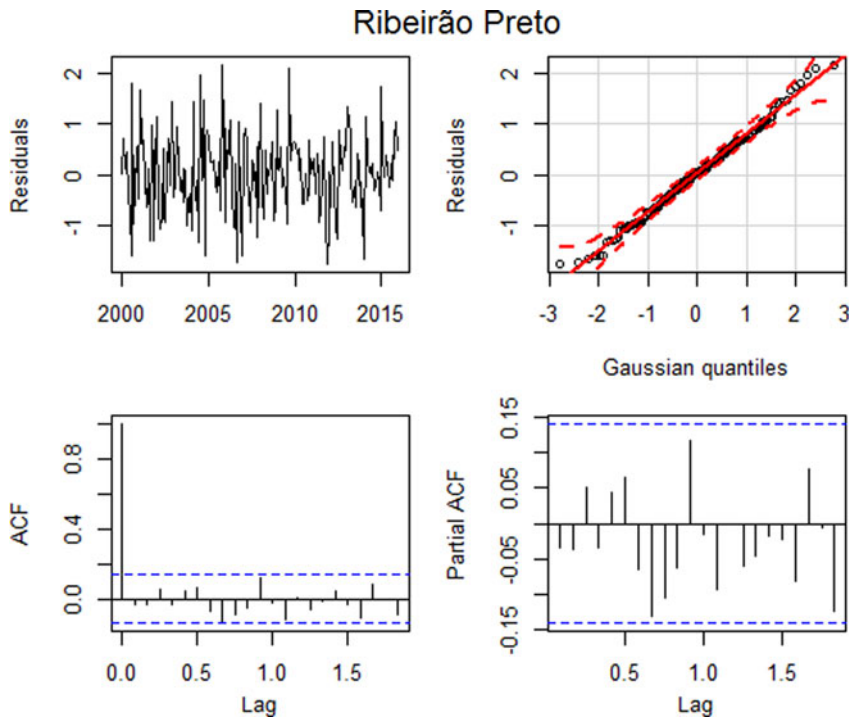 Ribeirão Preto
Residuals
2
1
0
-1
2000 2005 2010 2015
Residuals
2
1
0
-1
-3 -2 -1 0 1 2 3
Gaussian quantiles
ACF
0.8
0.4
0.0
0.0 0.5 1.0 1.5
Lag
Partial ACF
0.15
0.05
-0.05
-0.15
0.5 1.0 1.5
Lag